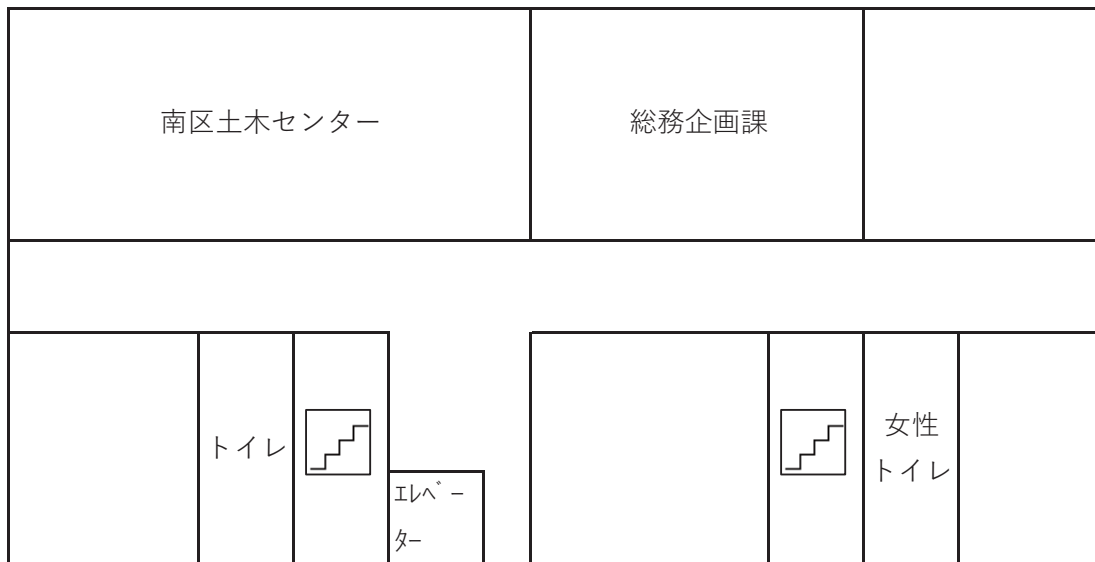 南区土木センター
総務企画課
トイレ
エレベー
ター
女性
トイレ